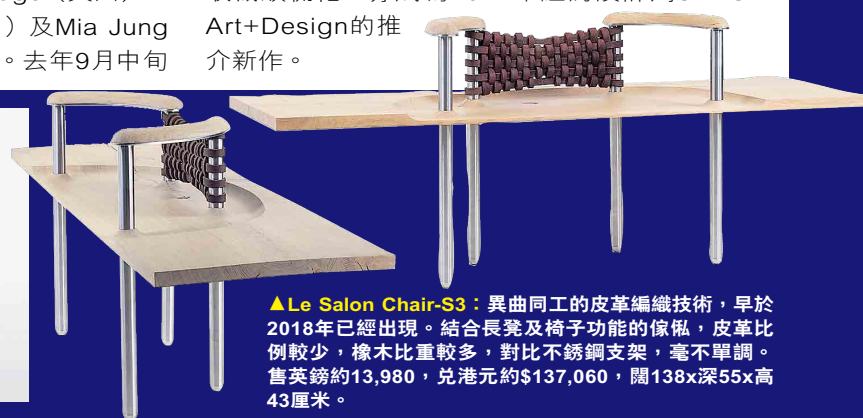 ）及Mia Jung
。去年9月中旬
Art+Design的推
介新作。
▲Le Salon Chair-S3：異曲同工的皮革編織技術，早於
2018年已經出現。結合長凳及椅子功能的傢俬，皮革比
例較少，橡木比重較多，對比不銹鋼支架，毫不單調。
售英鎊約13,980，兌港元約$137,060，闊138x深55x高
43厘米。